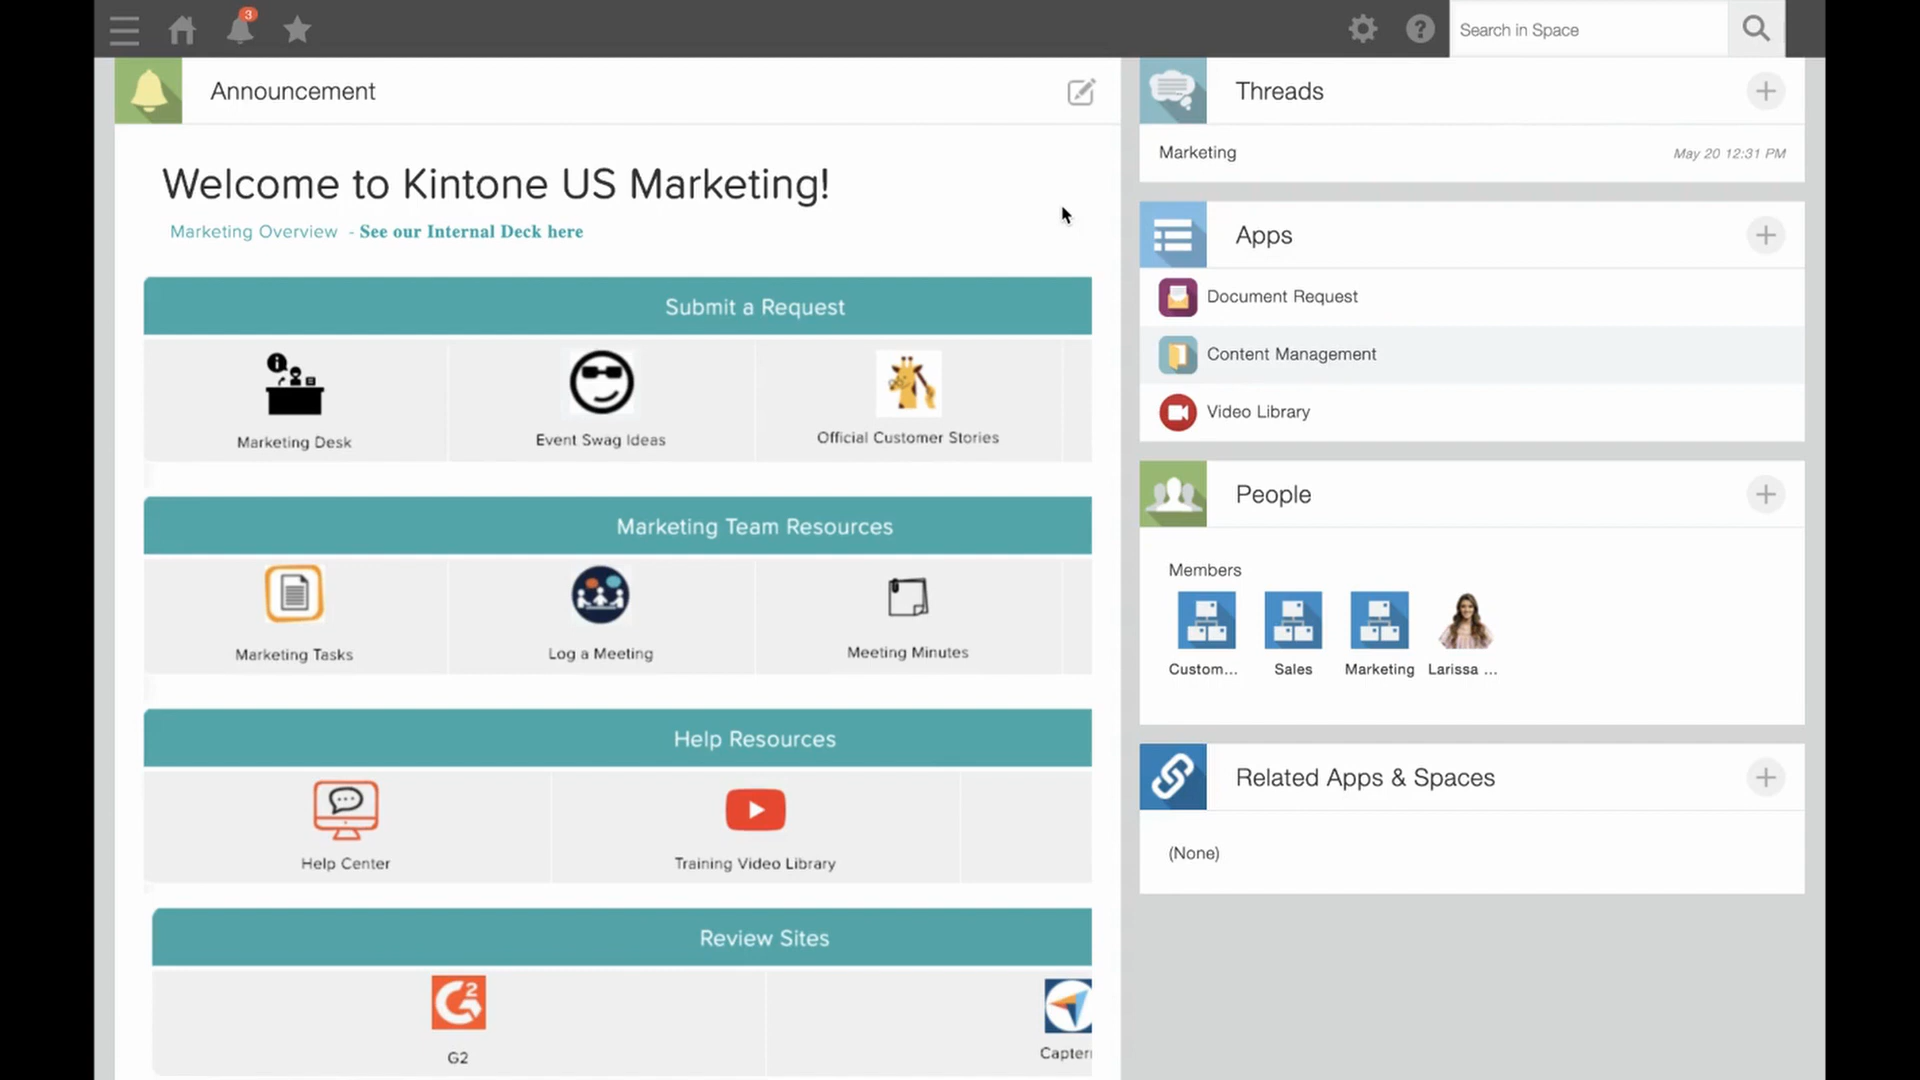 3
Search in Space
Announcement
Welcome to Kintone US Marketing!
Marketing Overview - See our Internal Deck here
Submit a Request
Marketing Desk
Event Swag Ideas
Official Customer Stories
Marketing Team Resources
Marketing Tasks
Log a Meeting
Meeting Minutes
Help Resources
Help Center
Training Video Library
Review Sites
G2
G2
Capter
Threads
Marketing
May 20 12:31 PM
Apps
Document Request
Content Management
Video Library
People
Members
Custom...
Sales
Marketing
Larissa ...
Related Apps & Spaces
(None)